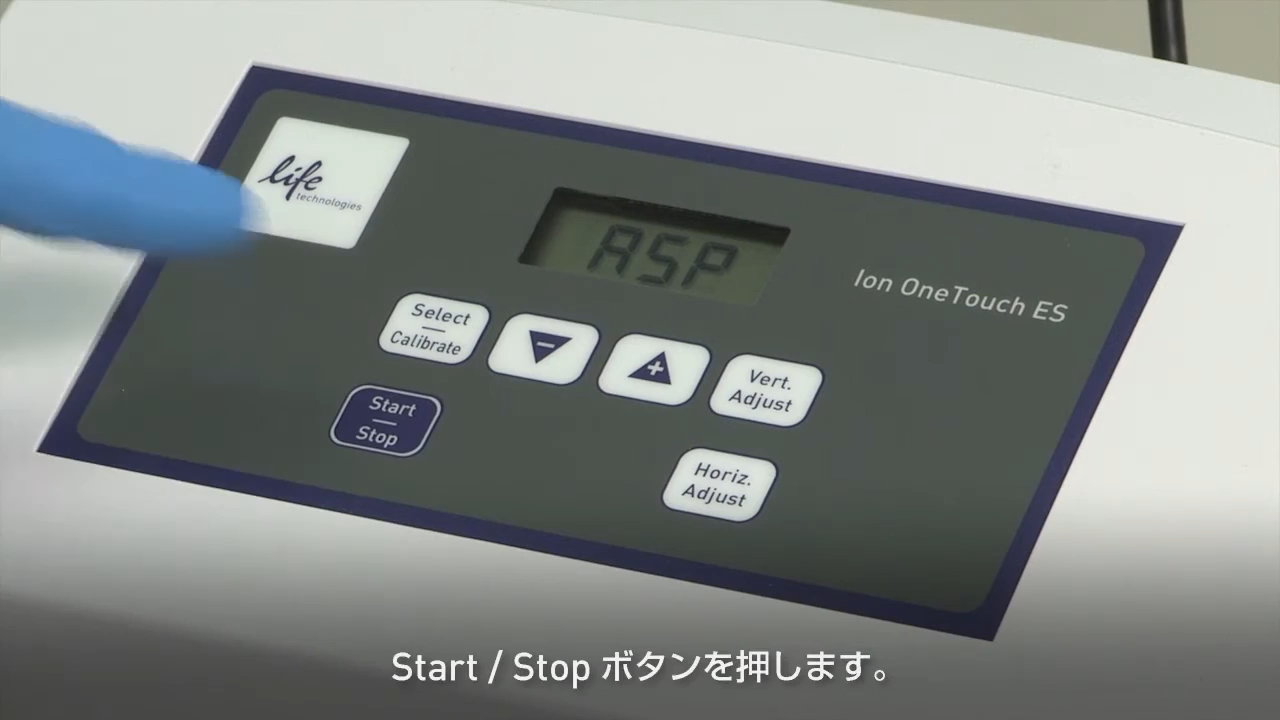 life
technologies
ASP
Ion OneTouch ES
Select
Calibrate
−
+
Vert.
Adjust
Start
Stop
Horiz.
Adjust
Start / Stop ボタンを押します。